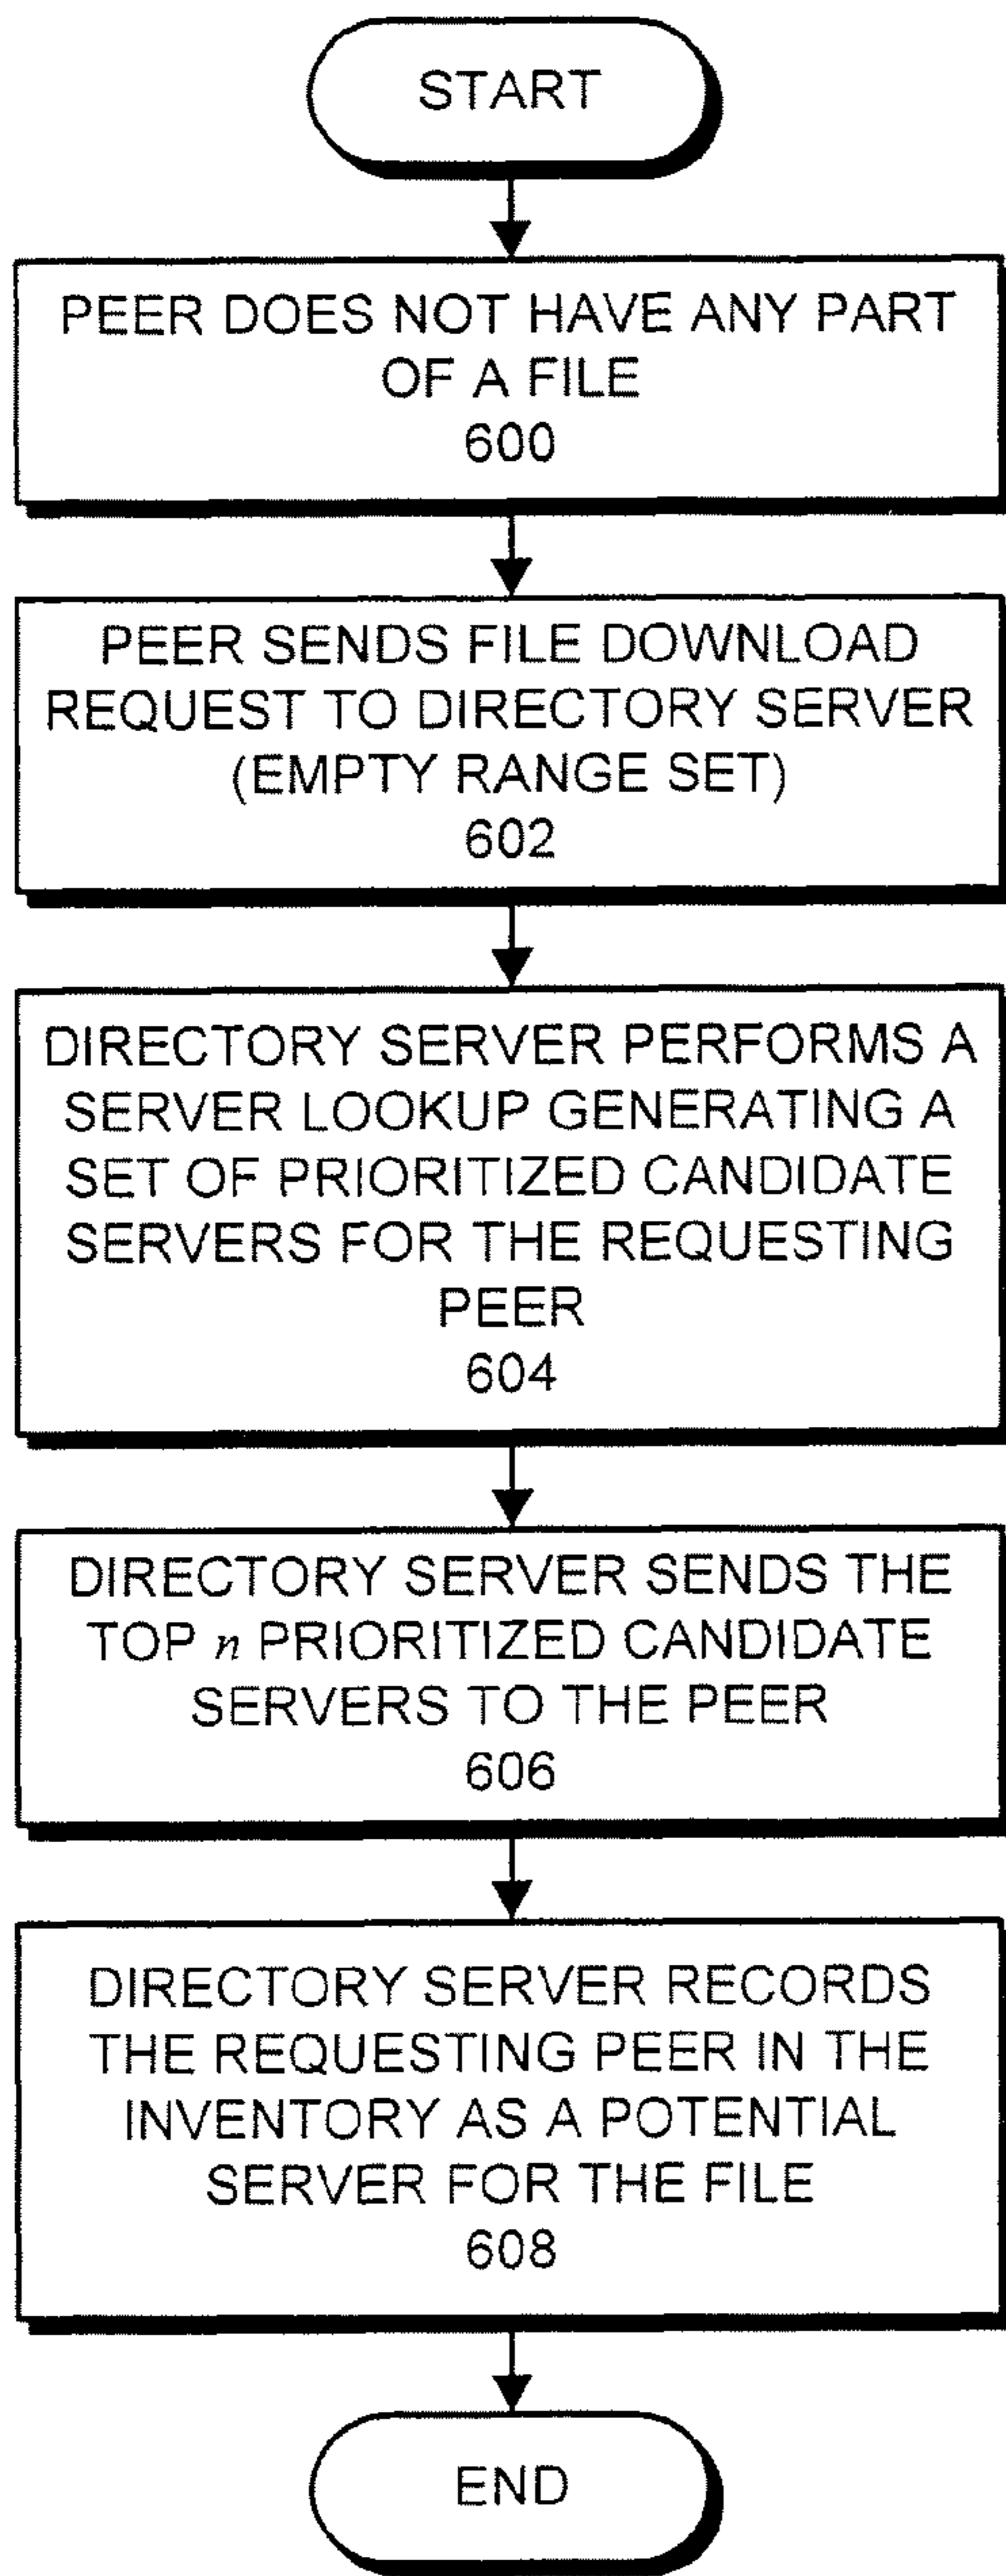 START
PEER DOES NOT HAVE ANY PART
OF A FILE
600
PEER SENDS FILE DOWNLOAD
REQUEST TO DIRECTORY SERVER
(EMPTY RANGE SET)
602
DIRECTORY SERVER PERFORMS A
SERVER LOOKUP GENERATING A
SET OF PRIORITIZED CANDIDATE
SERVERS FOR THE REQUESTING
PEER
604
DIRECTORY SERVER SENDS THE
TOP n PRIORITIZED CANDIDATE
SERVERS TO THE PEER
606
DIRECTORY SERVER RECORDS
THE REQUESTING PEER IN THE
INVENTORY AS A POTENTIAL
SERVER FOR THE FILE
608
END